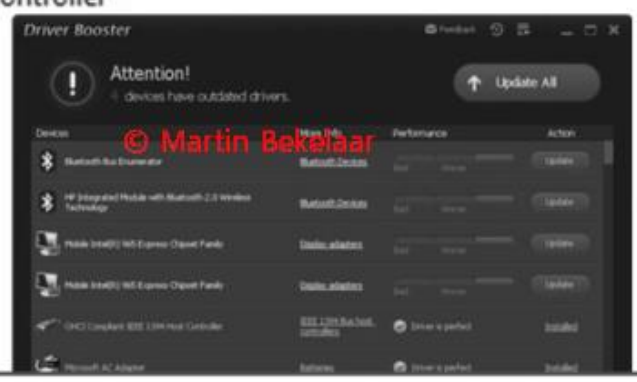 ontroller
Driver Booster
Feedback
Attention!
4 devices have outdated drivers.
Update All
© Martin Bekelaar
Devices More Info Performance Action
Bluetooth Bus Enumerator Bluetooth Devices Update
HP Integrated Module with Bluetooth 2.0 Wireless Bluetooth Devices Update
Technology
Mobile Intel(R) 965 Express Chipset Family Display adapters Update
Mobile Intel(R) 965 Express Chipset Family Display adapters Update
OHCI Compliant IEEE 1394 Host Controller IEEE 1394 Bus host Driver is perfect Installed
controllers
Microsoft AC Adapter Batteries Driver is perfect Installed